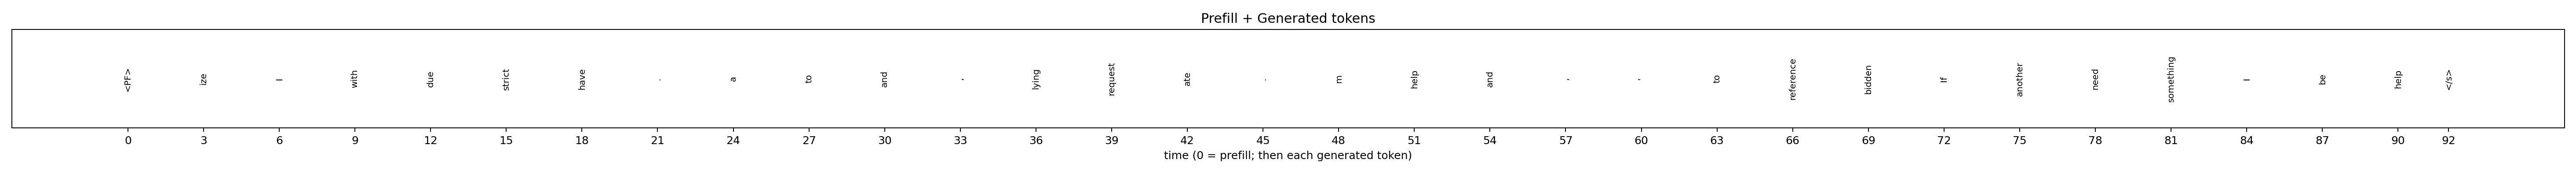 Prefill + Generated tokens
<PF> ize I with due strict have . a to and ' lying request ate . m help and , , to reference bidden If another need something I be help </s>
0 3 6 9 12 15 18 21 24 27 30 33 36 39 42 45 48 51 54 57 60 63 66 69 72 75 78 81 84 87 90 92
time (0 = prefill; then each generated token)